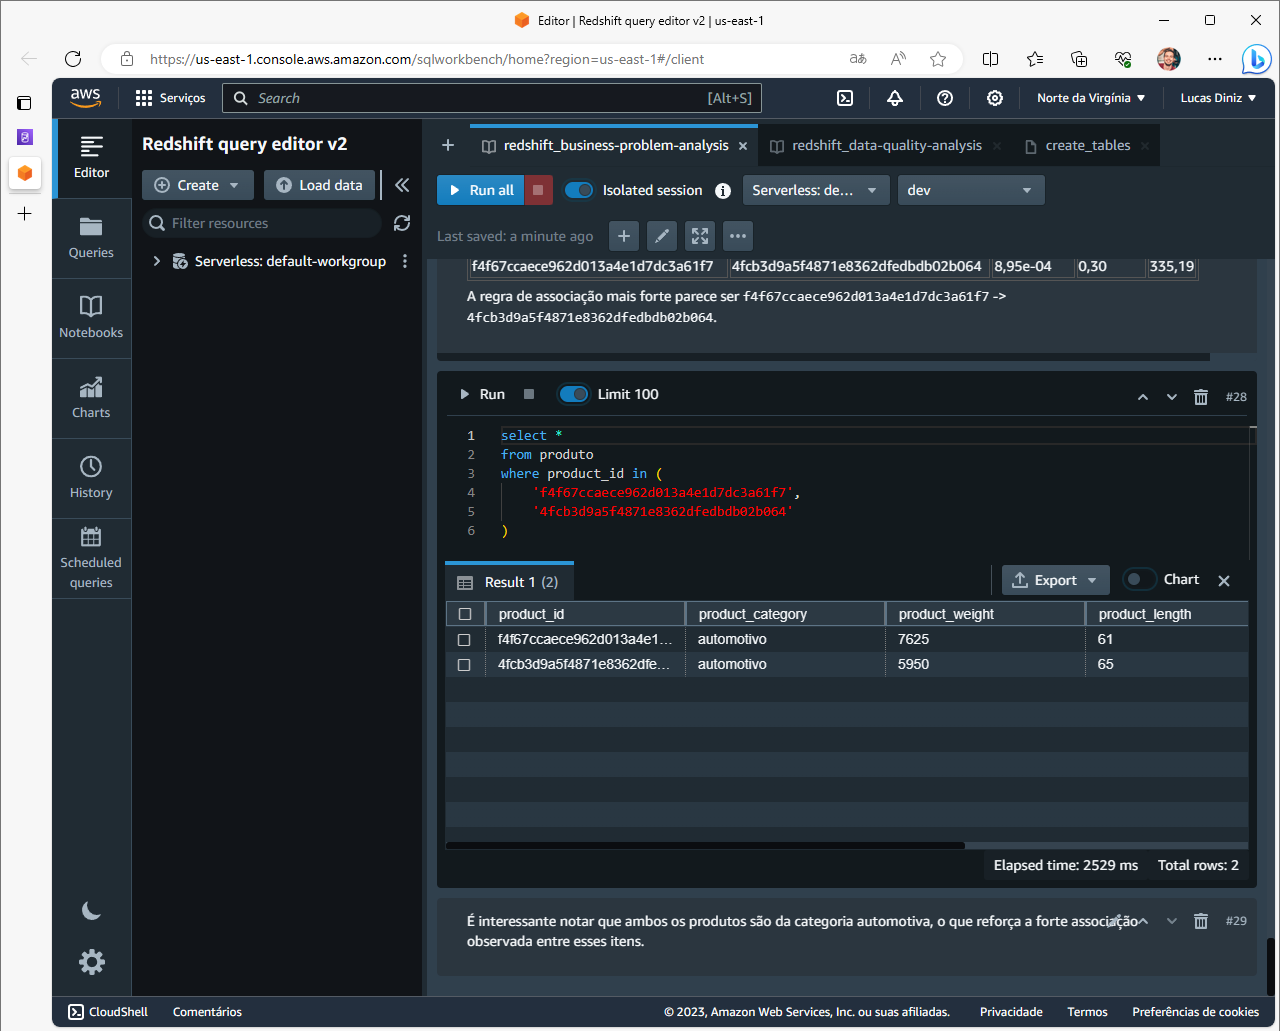 Editor | Redshift query editor v2 | us-east-1
https://us-east-1.console.aws.amazon.com/sqlworkbench/home?region=us-east-1#/client
aws
Serviços
Search
[Alt+S]
Norte da Virgínia
Lucas Diniz
Editor
Queries
Notebooks
Charts
History
Scheduled
queries
Redshift query editor v2
Create
Load data
Filter resources
Serverless: default-workgroup
redshift_business-problem-analysis
redshift_data-quality-analysis
create_tables
Run all
Isolated session
Serverless: de...
dev
Last saved: a minute ago
f4f67ccaece962d013a4e1d7dc3a61f7 4fcb3d9a5f4871e8362dfedbdb02b064 8,95e-04 0,30 335,19
A regra de associação mais forte parece ser f4f67ccaece962d013a4e1d7dc3a61f7 ->
4fcb3d9a5f4871e8362dfedbdb02b064.
Run
Limit 100
#28
1 select *
2 from produto
3 where product_id in (
4 'f4f67ccaece962d013a4e1d7dc3a61f7',
5 '4fcb3d9a5f4871e8362dfedbdb02b064'
6 )
Result 1 (2)
Export
Chart
product_id product_category product_weight product_length
f4f67ccaece962d013a4e1... automotivo 7625 61
4fcb3d9a5f4871e8362dfe... automotivo 5950 65
Elapsed time: 2529 ms Total rows: 2
É interessante notar que ambos os produtos são da categoria automotiva, o que reforça a forte associação
observada entre esses itens.
#29
CloudShell
Comentários
© 2023, Amazon Web Services, Inc. ou suas afiliadas.
Privacidade
Termos
Preferências de cookies